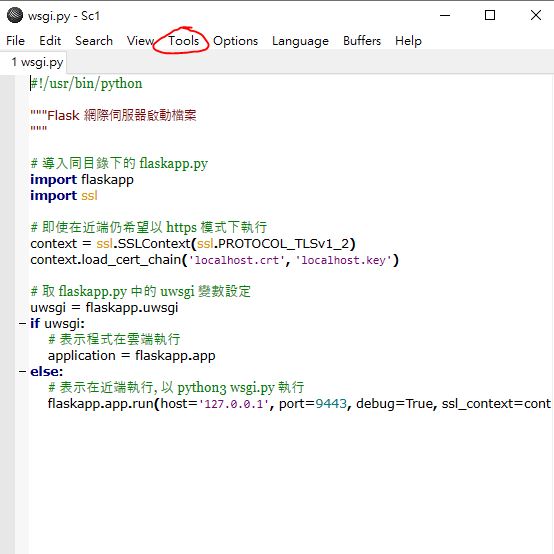 wsgi.py - Sc1
File Edit Search View Tools Options Language Buffers Help
1 wsgi.py
#!/usr/bin/python
"""Flask 網際伺服器啟動檔案
"""
# 導入同目錄下的 flaskapp.py
import flaskapp
import ssl
# 即使在近端仍希望以 https 模式下執行
context = ssl.SSLContext(ssl.PROTOCOL_TLSv1_2)
context.load_cert_chain('localhost.crt', 'localhost.key')
# 取 flaskapp.py 中的 uwsgi 變數設定
uwsgi = flaskapp.uwsgi
if uwsgi:
# 表示程式在雲端執行
application = flaskapp.app
else:
# 表示在近端執行, 以 python3 wsgi.py 執行
flaskapp.app.run(host='127.0.0.1', port=9443, debug=True, ssl_context=cont